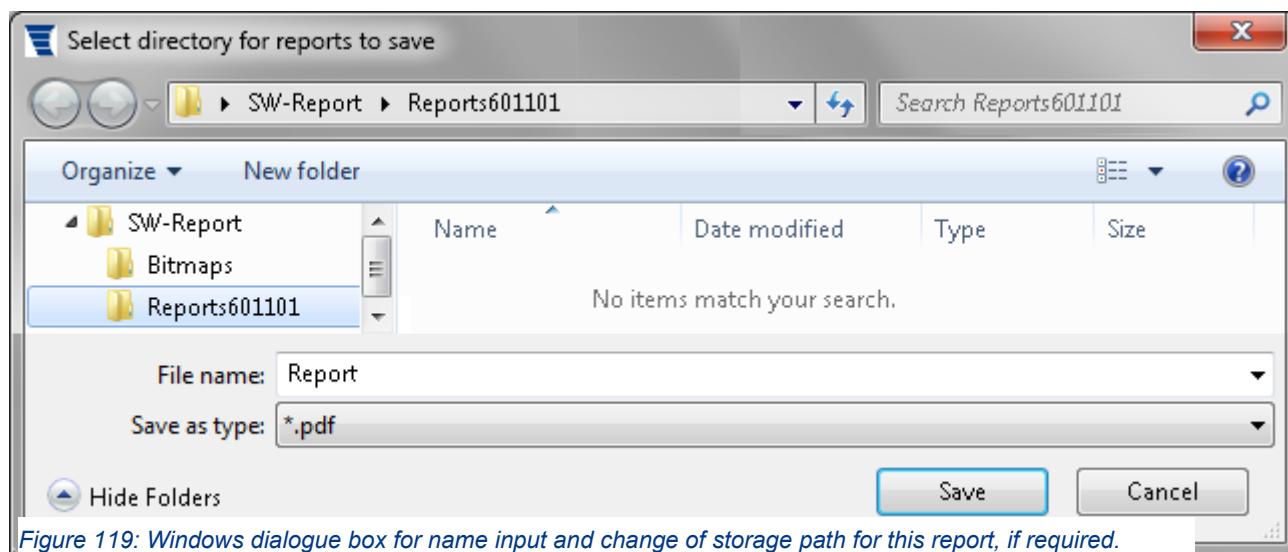 Select directory for reports to save
SW-Report Reports601101 Search Reports601101
Organize New folder
SW-Report Name Date modified Type Size
Bitmaps
Reports601101 No items match your search.
File name: Report
Save as type: *.pdf
Hide Folders Save Cancel
Figure 119: Windows dialogue box for name input and change of storage path for this report, if required.